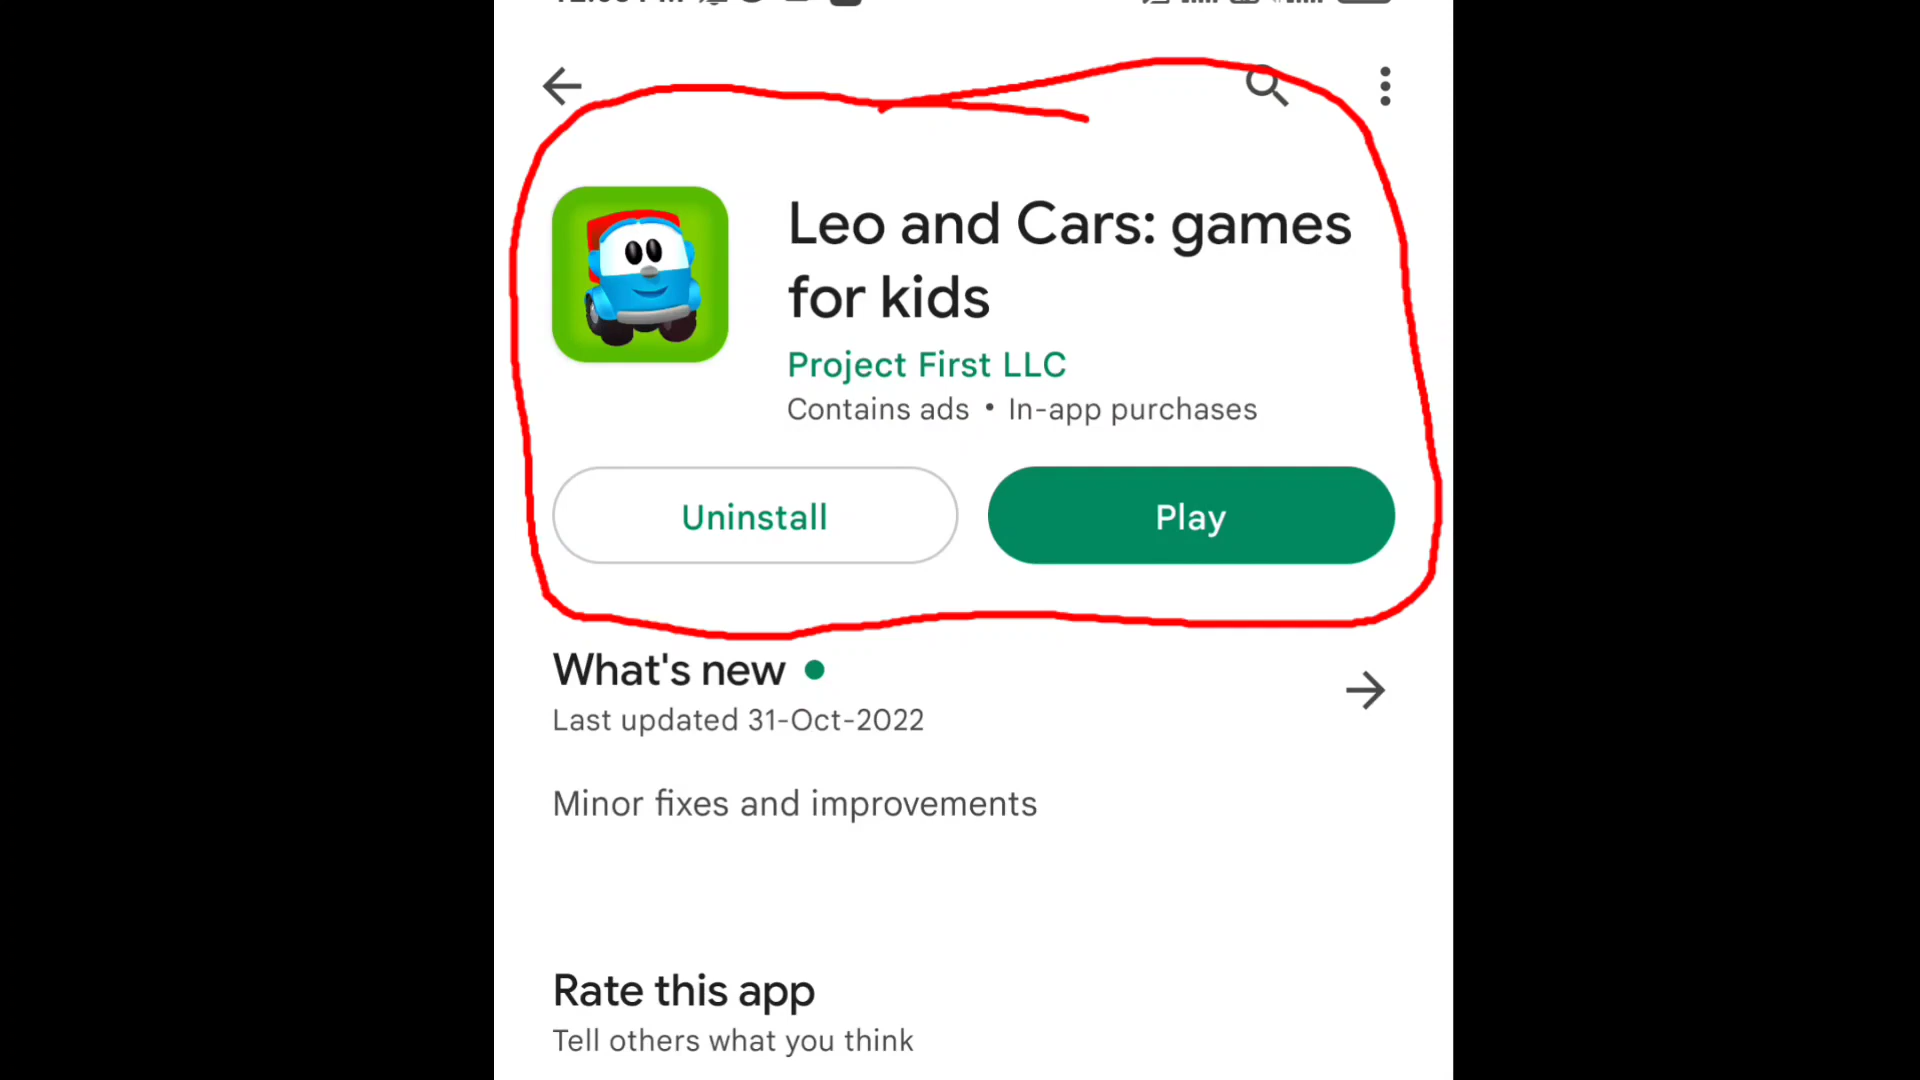 Leo and Cars: games
for kids
Project First LLC
Contains ads • In-app purchases
Uninstall
Play
What's new
Last updated 31-Oct-2022
Minor fixes and improvements
Rate this app
Tell others what you think